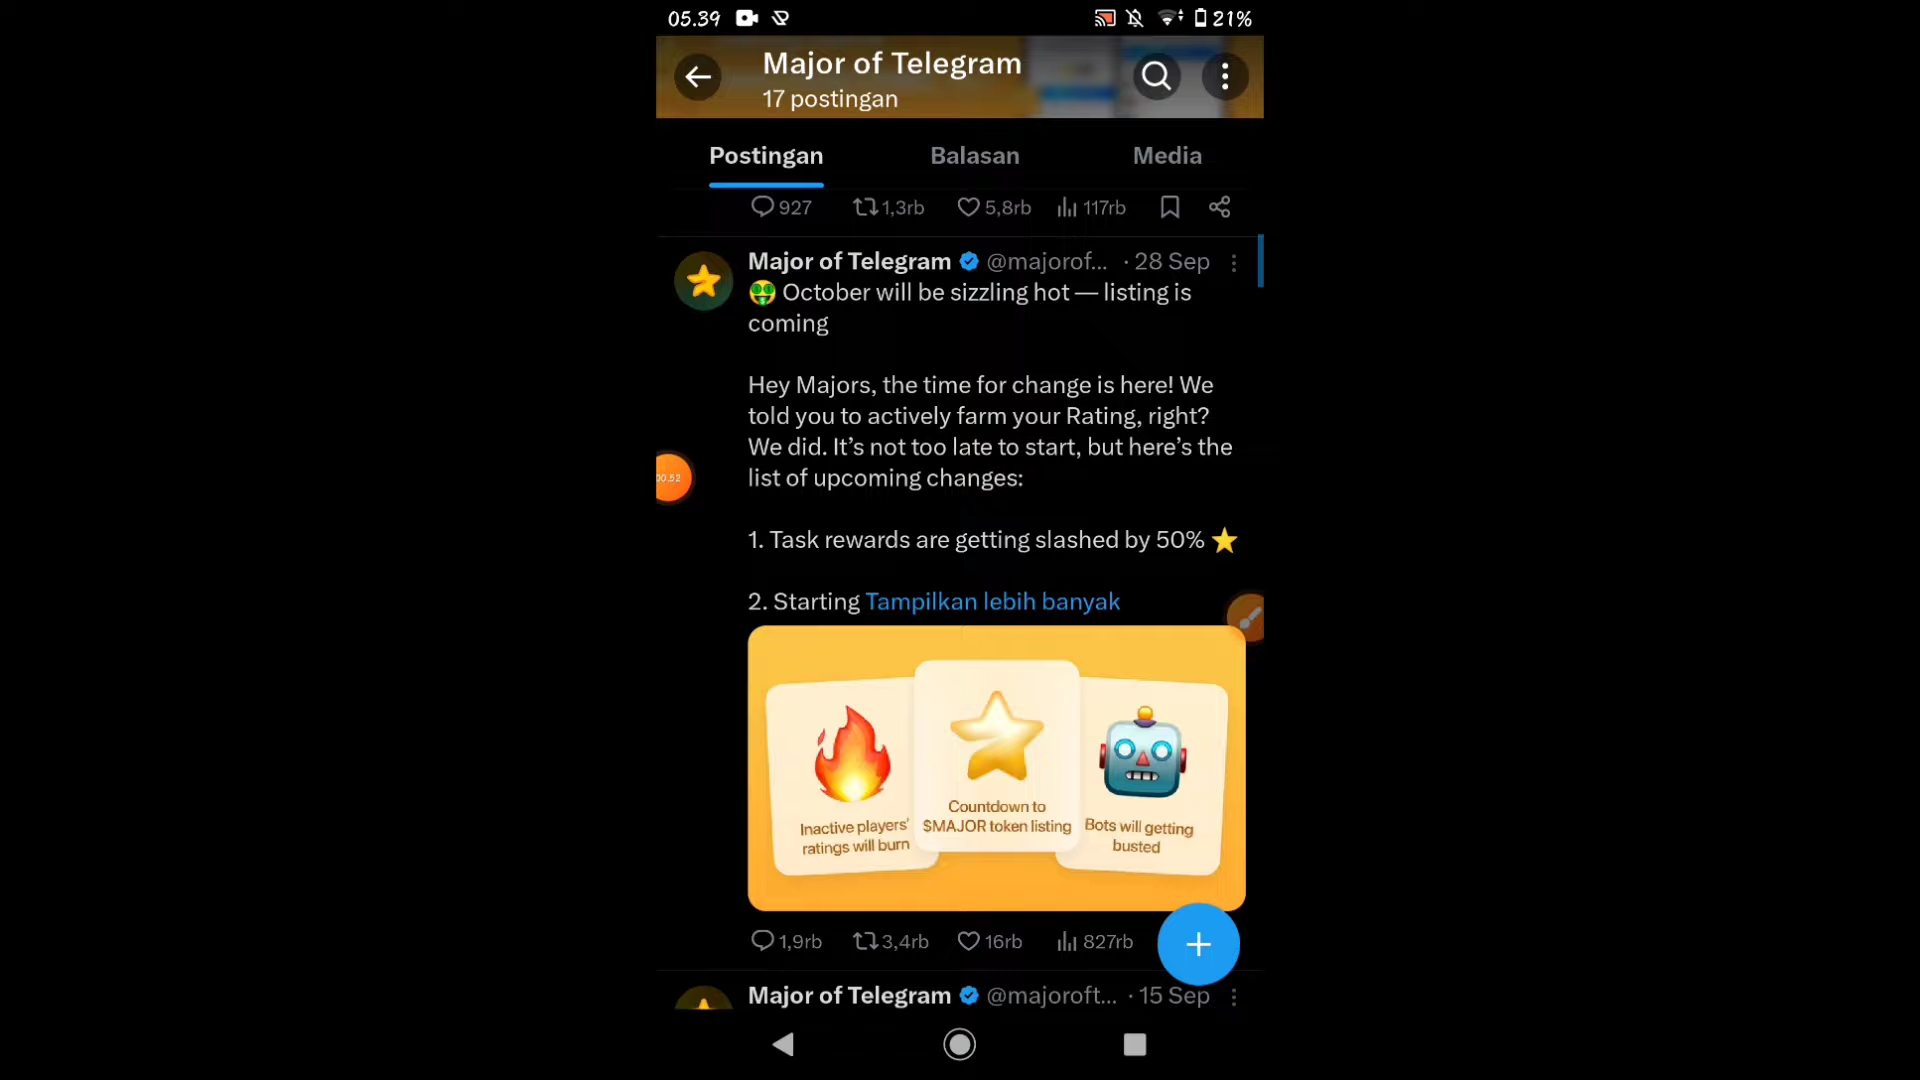 05.39
21%
Major of Telegram
17 postingan
Postingan Balasan Media
927 1,3rb 5,8rb 117rb
Major of Telegram @majorof... · 28 Sep
October will be sizzling hot — listing is
coming
Hey Majors, the time for change is here! We
told you to actively farm your Rating, right?
We did. It’s not too late to start, but here’s the
list of upcoming changes:
00:52
1. Task rewards are getting slashed by 50%
2. Starting Tampilkan lebih banyak
Inactive players'
ratings will burn
Countdown to
$MAJOR token listing
Bots will getting
busted
1,9rb 3,4rb 16rb 827rb
Major of Telegram @majoroft... · 15 Sep